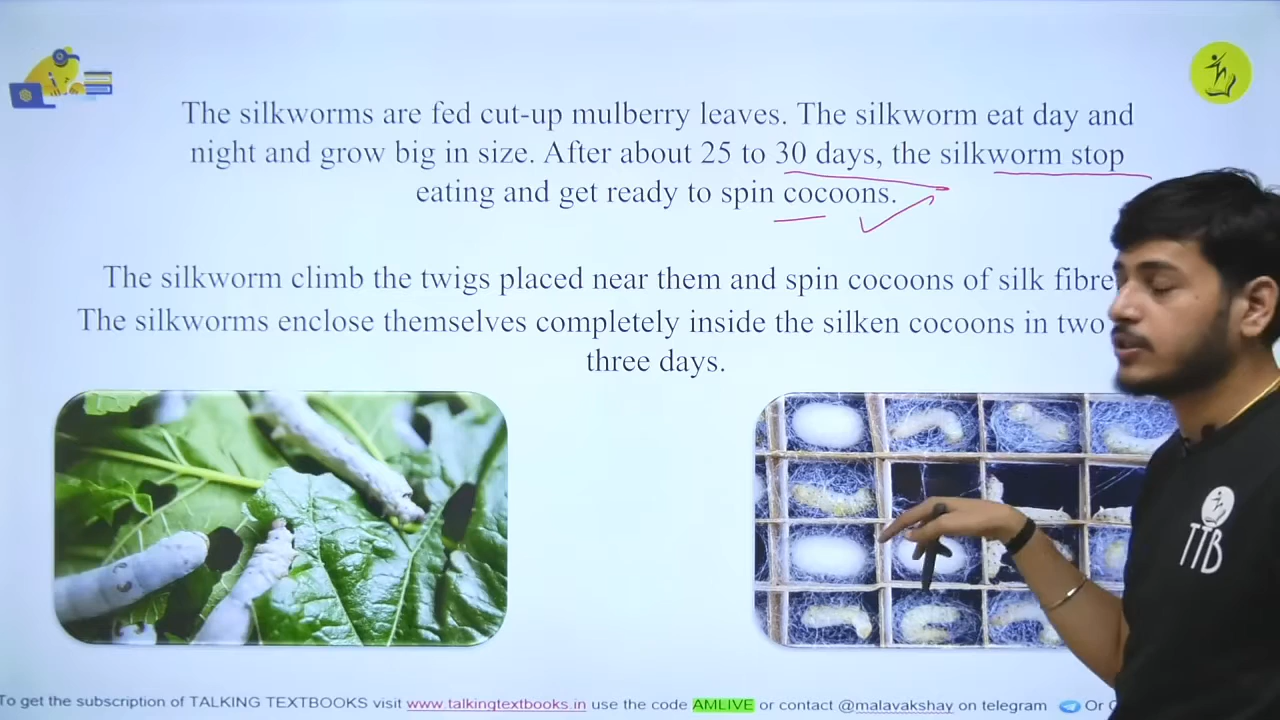 The silkworms are fed cut-up mulberry leaves. The silkworm eat day and
night and grow big in size. After about 25 to 30 days, the silkworm stop
eating and get ready to spin cocoons.
The silkworm climb the twigs placed near them and spin cocoons of silk fibre
The silkworms enclose themselves completely inside the silken cocoons in two
three days.
TTB
To get the subscription of TALKING TEXTBOOKS visit www.talkingtextbooks.in use the code AMLIVE or contact @malavakshay on telegram Or